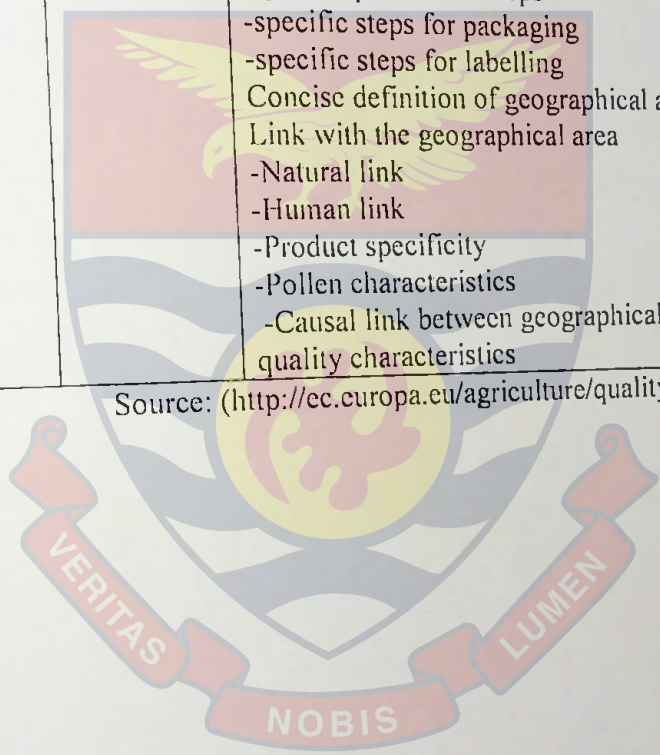 -specific steps for packaging
-specific steps for labelling
Concise definition of geographical
Link with the geographical area
-Natural link
-Human link
-Product specificity
-Pollen characteristics
-Causal link between geographical
quality characteristics
Source: (http://ec.europa.eu/agriculture/quality
VERITAS
NOBIS
LUMEN